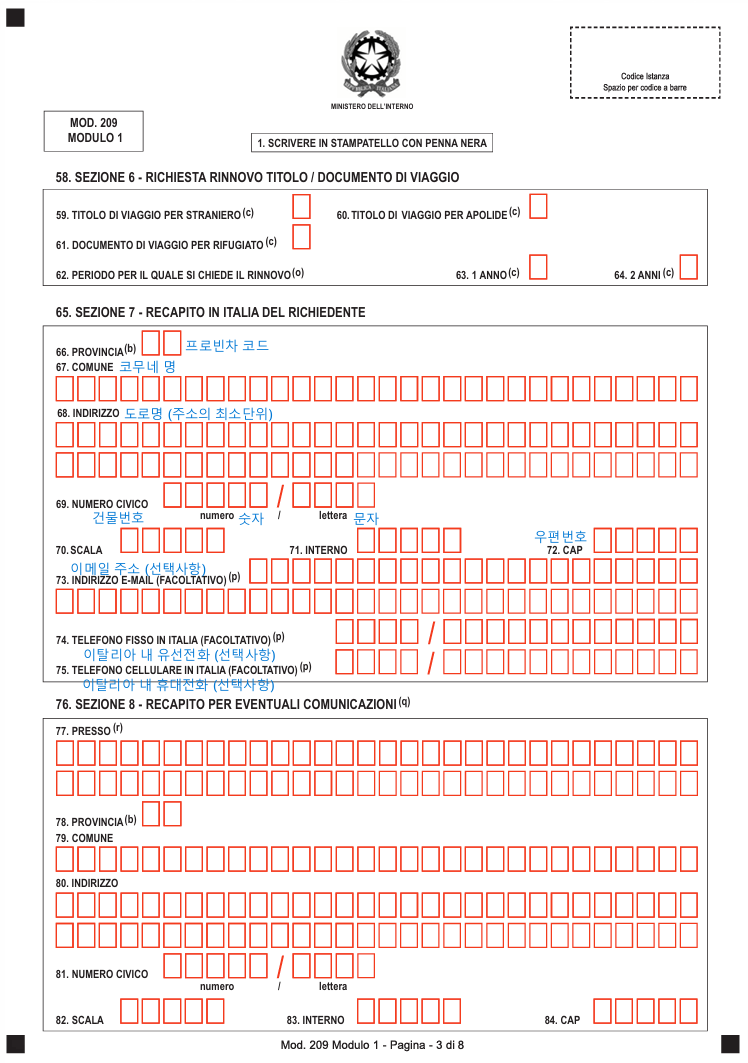 Codice Istanza
Spazio per codice a barre
REPVBBLICA ITALIANA
MINISTERO DELL'INTERNO
MOD. 209
MODULO 1
1. SCRIVERE IN STAMPATELLO CON PENNA NERA
58. SEZIONE 6 - RICHIESTA RINNOVO TITOLO / DOCUMENTO DI VIAGGIO
59. TITOLO DI VIAGGIO PER STRANIERO (c) 60. TITOLO DI VIAGGIO PER APOLIDE (c)
61. DOCUMENTO DI VIAGGIO PER RIFUGIATO (c)
62. PERIODO PER IL QUALE SI CHIEDE IL RINNOVO (o) 63. 1 ANNO (c) 64. 2 ANNI (c)
65. SEZIONE 7 - RECAPITO IN ITALIA DEL RICHIEDENTE
66. PROVINCIA (b) 프로빈차 코드
67. COMUNE 코무네 명
68. INDIRIZZO 도로명 (주소의 최소단위)
69. NUMERO CIVICO /
건물번호 numero 숫자 / lettera 문자
우편번호
70. SCALA 71. INTERNO 72. CAP
이메일 주소 (선택사항)
73. INDIRIZZO E-MAIL (FACOLTATIVO) (p)
74. TELEFONO FISSO IN ITALIA (FACOLTATIVO) (p) /
이탈리아 내 유선전화 (선택사항)
75. TELEFONO CELLULARE IN ITALIA (FACOLTATIVO) (p) /
이탈리아 내 휴대전화 (선택사항)
76. SEZIONE 8 - RECAPITO PER EVENTUALI COMUNICAZIONI (q)
77. PRESSO (r)
78. PROVINCIA (b)
79. COMUNE
80. INDIRIZZO
81. NUMERO CIVICO /
numero / lettera
82. SCALA 83. INTERNO 84. CAP
Mod. 209 Modulo 1 - Pagina - 3 di 8